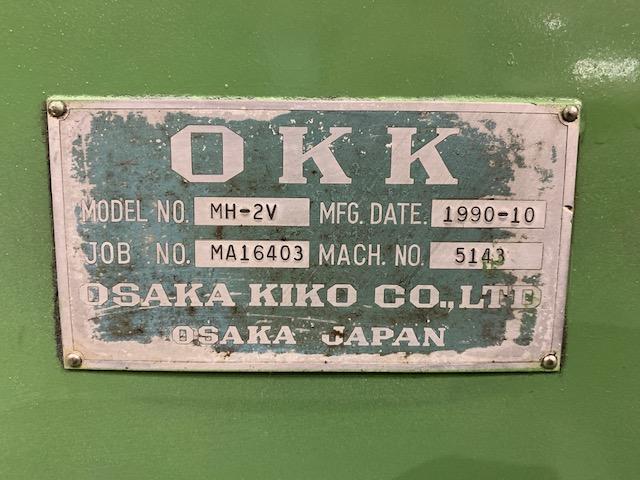 OKK
MODEL NO. MH-2V MFG. DATE. 1990-10
JOB NO. MA16403 MACH. NO. 5143
OSAKA KIKO CO.,LTD
OSAKA JAPAN